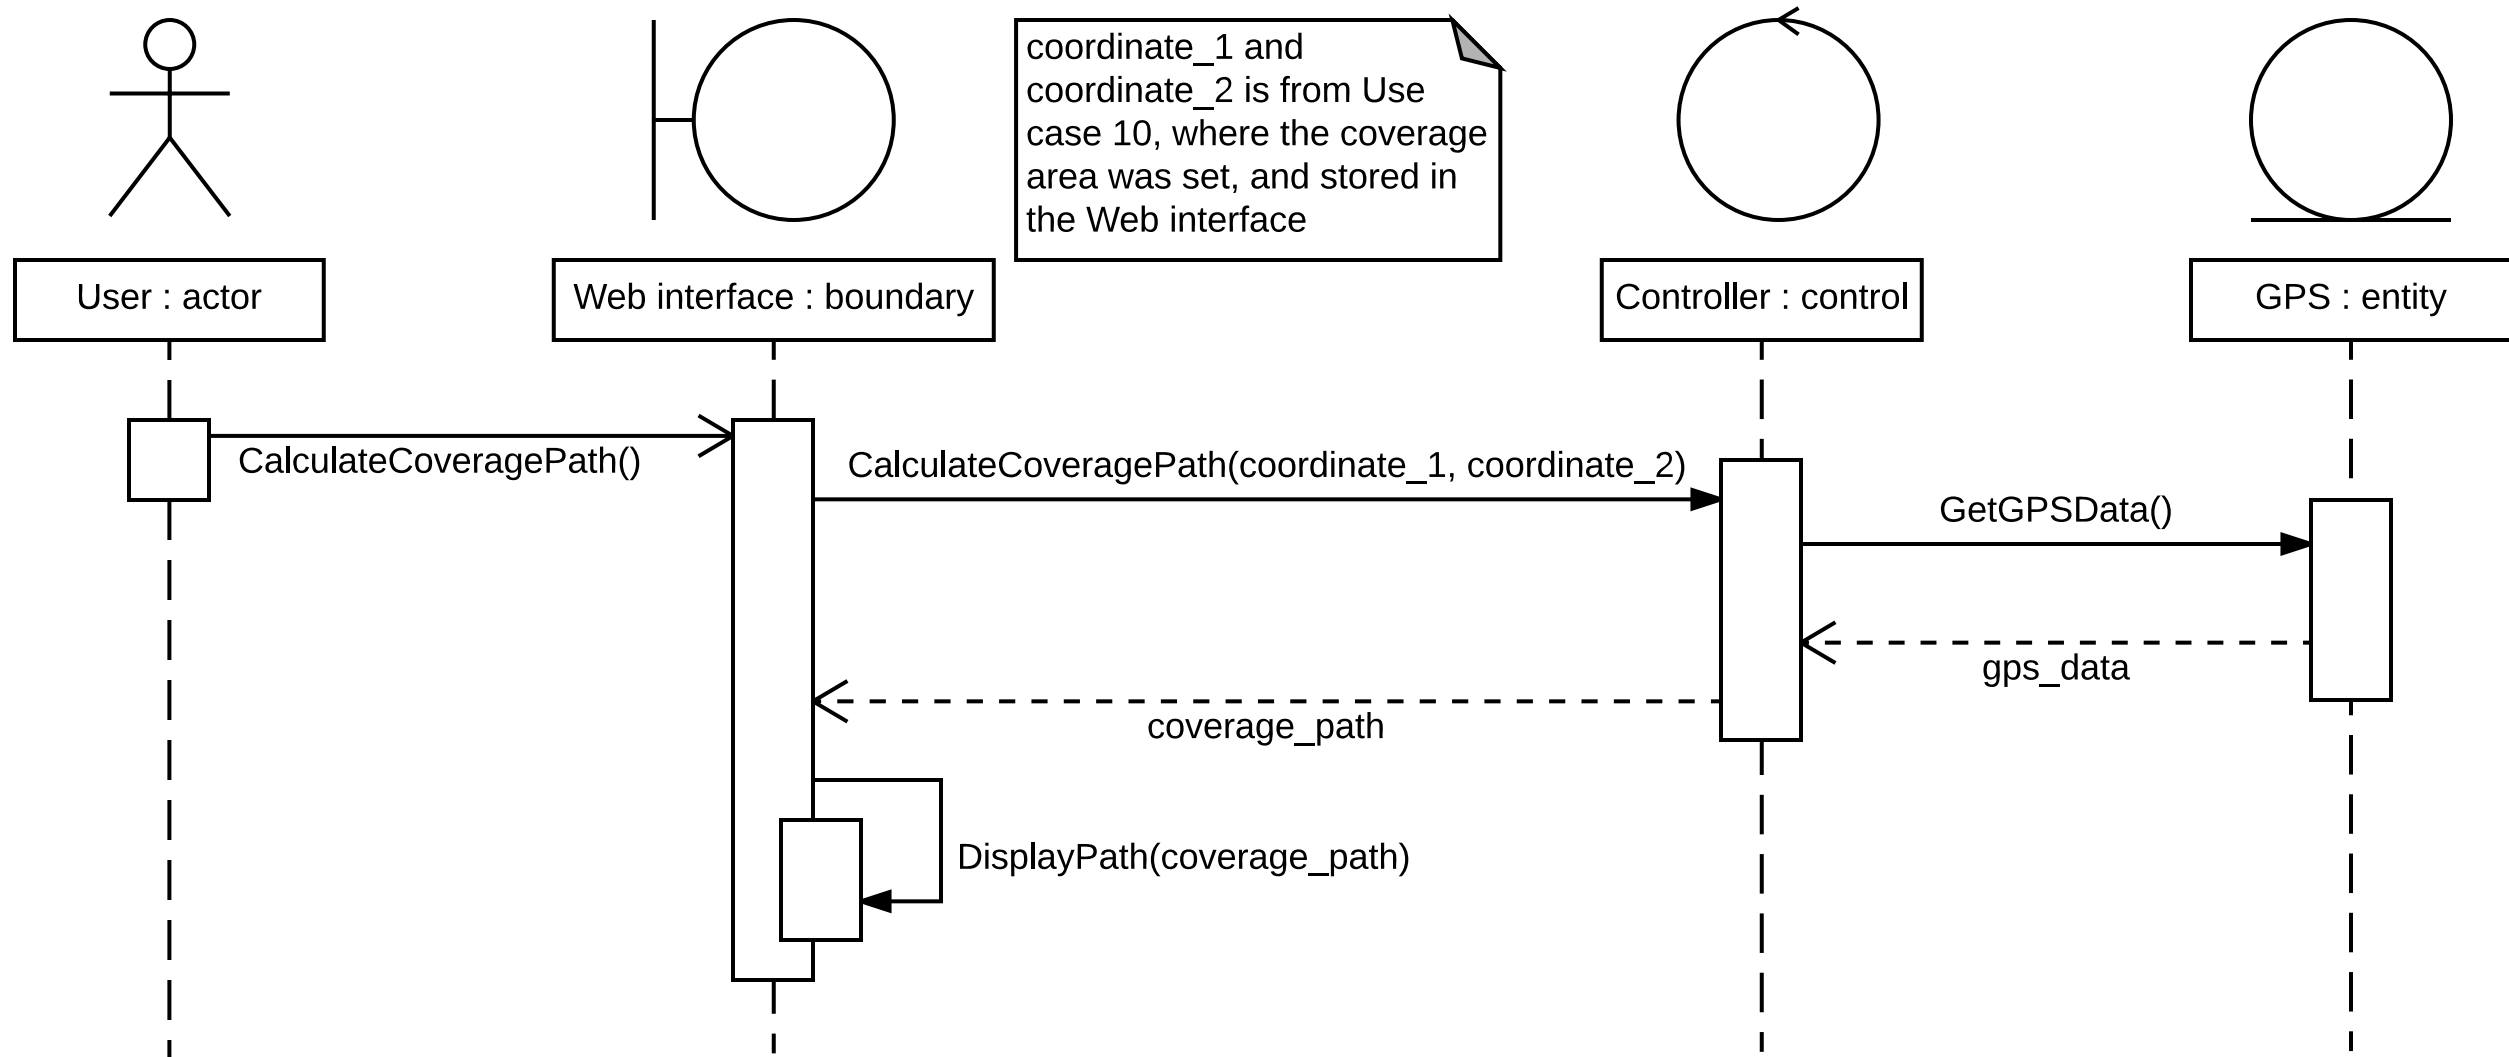 coordinate_1 and
coordinate_2 is from Use
case 10, where the coverage
area was set, and stored in
the Web interface
User : actor
Web interface : boundary
Controller : control
GPS : entity
CalculateCoveragePath()
CalculateCoveragePath(coordinate_1, coordinate_2)
GetGPSData()
gps_data
coverage_path
DisplayPath(coverage_path)